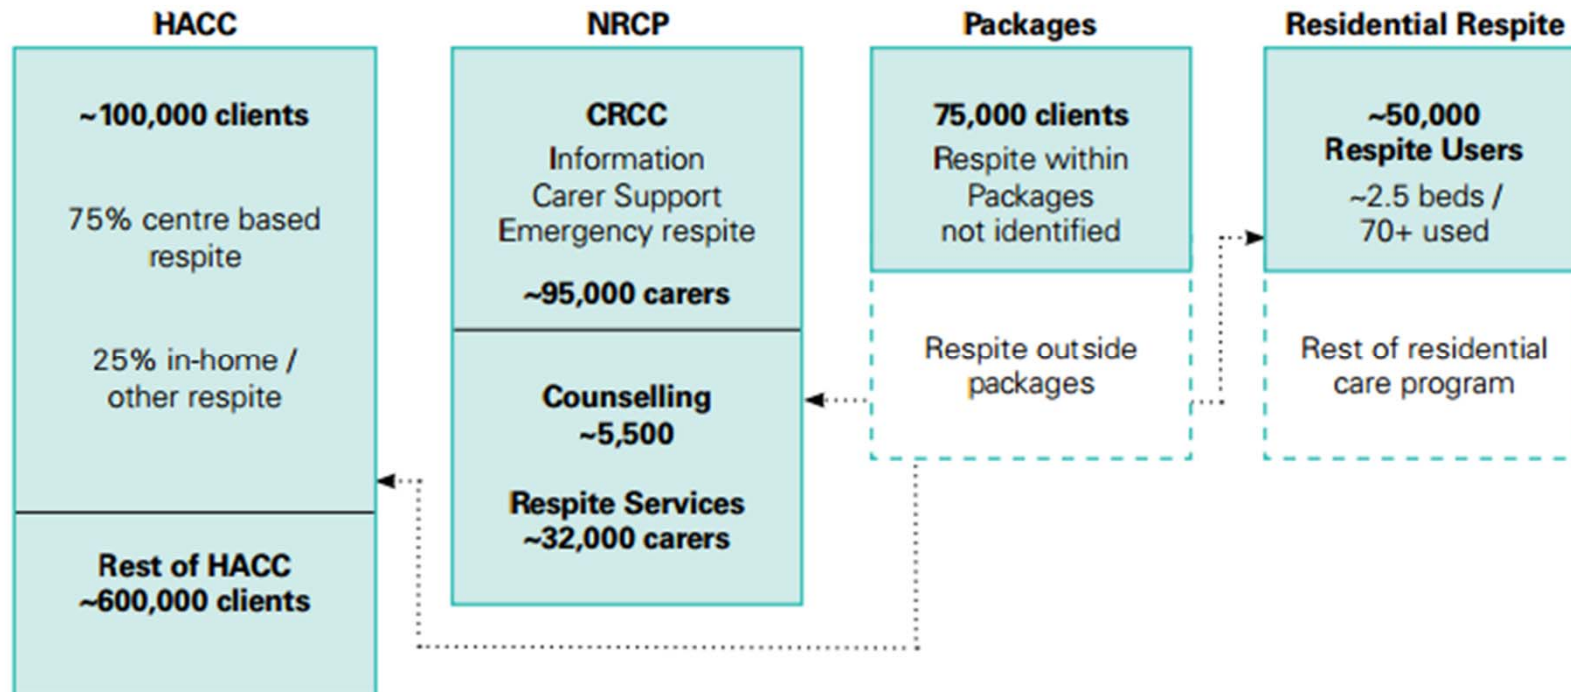 HACC
~100,000 clients
75% centre based
respite
25% in-home /
other respite
Rest of HACC
~600,000 clients
NRCP
CRCC
Information
Carer Support
Emergency respite
~95,000 carers
Counselling
~5,500
Respite Services
~32,000 carers
Packages
75,000 clients
Respite within
Packages
not identified
Respite outside
packages
Residential Respite
~50,000
Respite Users
~2.5 beds /
70+ used
Rest of residential
care program